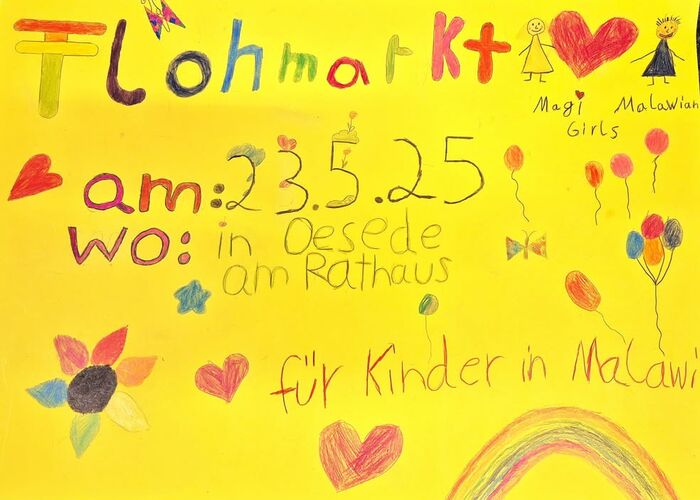 Flohmarkt
Magi Malawian
Girls
am: 23.5.25
wo: in Oesede
am Rathaus
für Kinder in Malawi